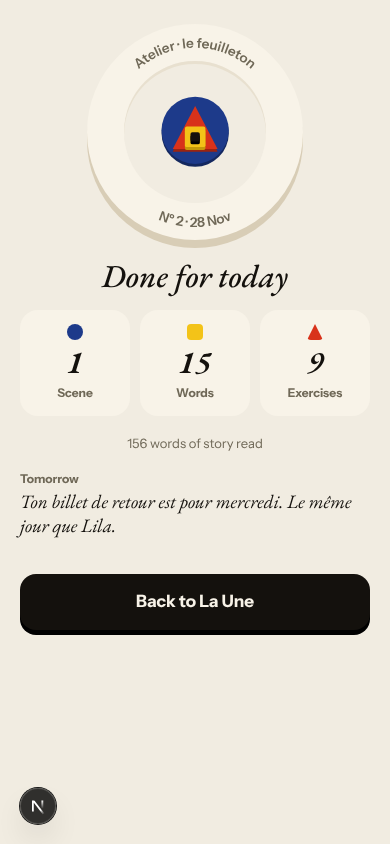 Atelier · le feuilleton
N° 2 · 28 Nov
Done for today
1
Scene
15
Words
9
Exercises
156 words of story read
Tomorrow
Ton billet de retour est pour mercredi. Le même
jour que Lila.
Back to La Une
N